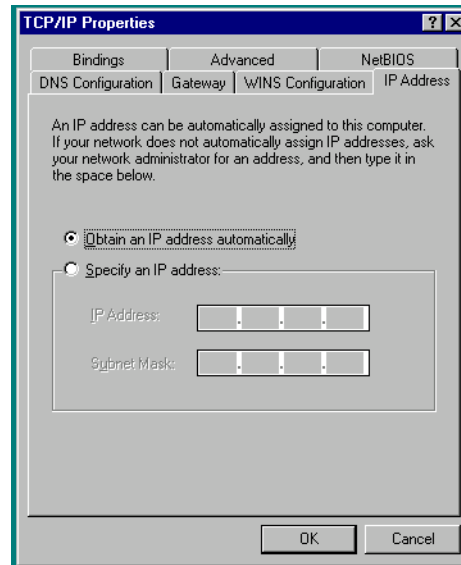 TCP/IP Properties
Bindings Advanced NetBIOS
DNS Configuration Gateway WINS Configuration IP Address
An IP address can be automatically assigned to this computer.
If your network does not automatically assign IP addresses, ask
your network administrator for an address, and then type it in
the space below.
Obtain an IP address automatically
Specify an IP address:
IP Address:
Subnet Mask:
OK Cancel